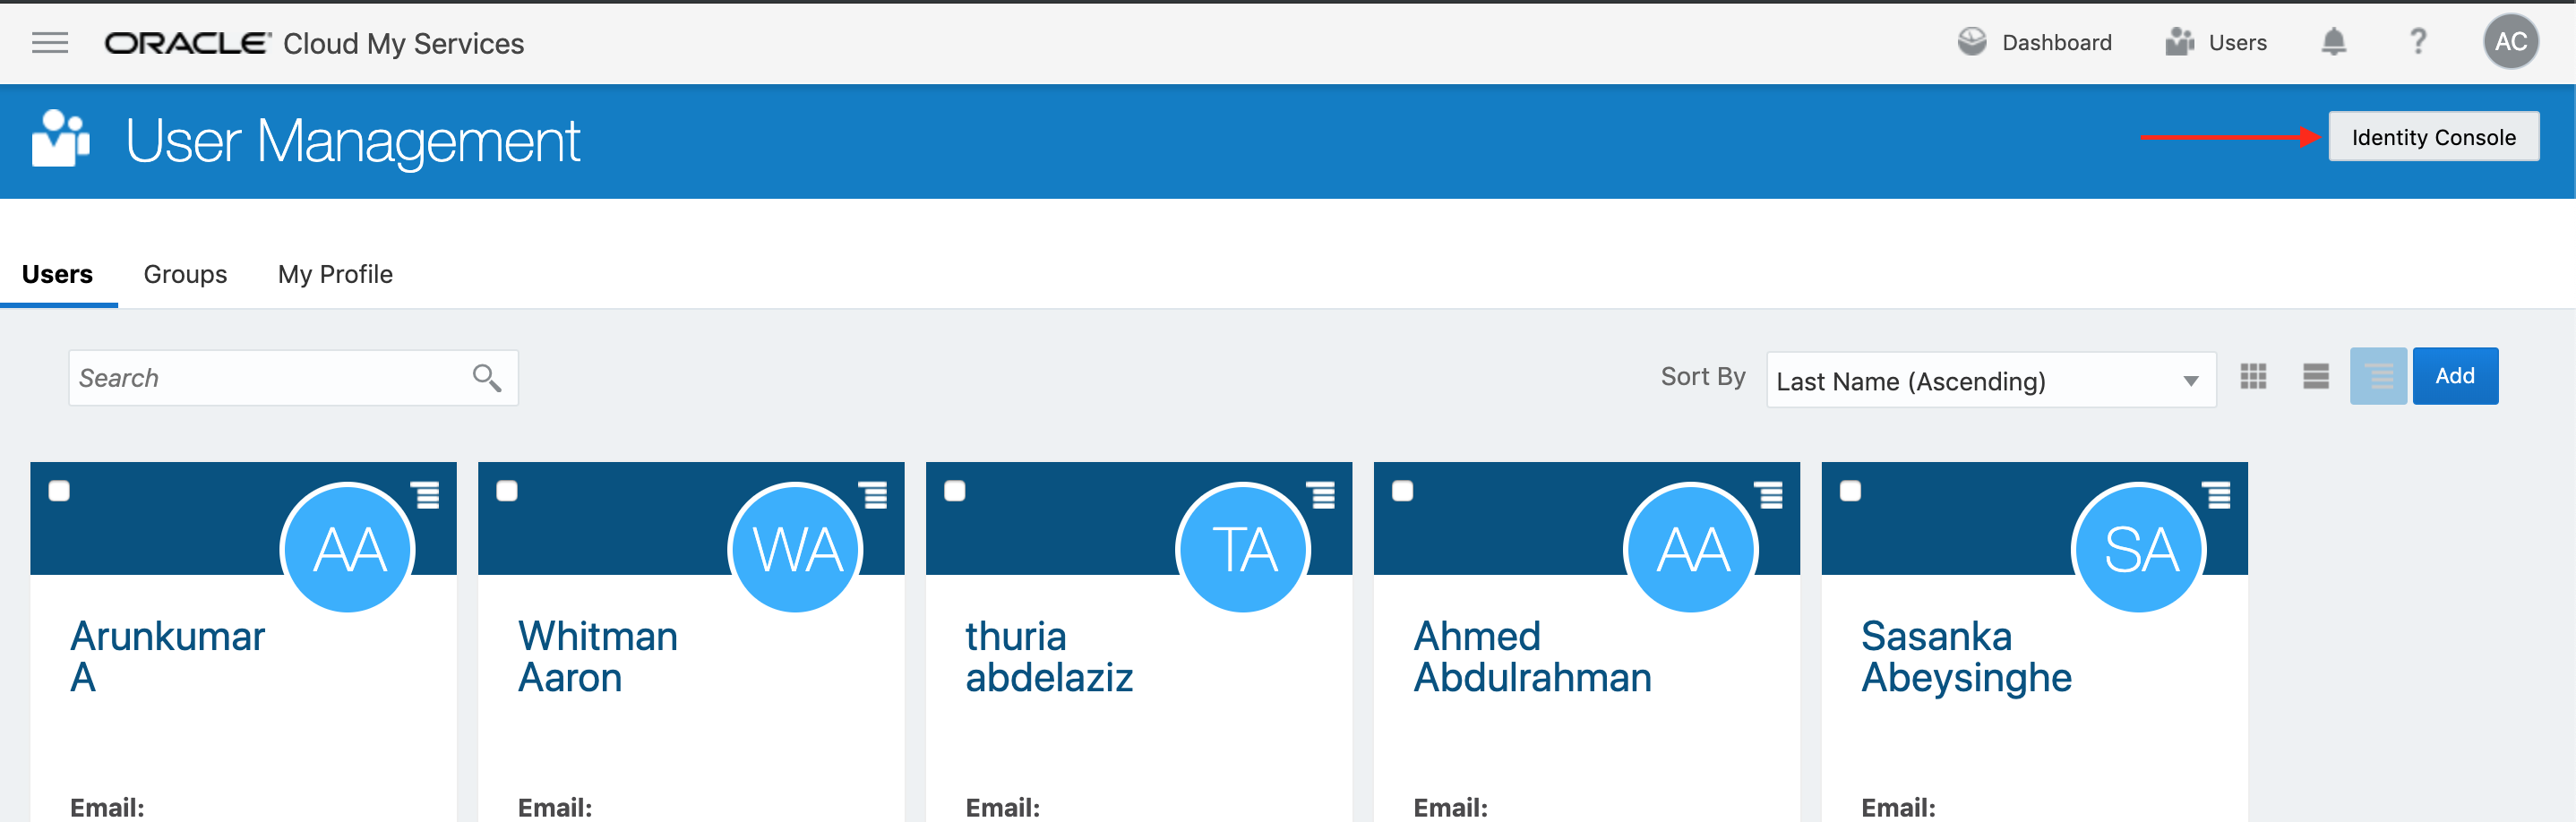 ORACLE Cloud My Services
Dashboard
Users
?
AC
User Management
Identity Console
Users
Groups
My Profile
Search
Sort By
Last Name (Ascending)
Add
AA
WA
TA
AA
SA
Arunkumar
A
Whitman
Aaron
thuria
abdelaziz
Ahmed
Abdulrahman
Sasanka
Abeysinghe
Email:
Email:
Email:
Email:
Email: